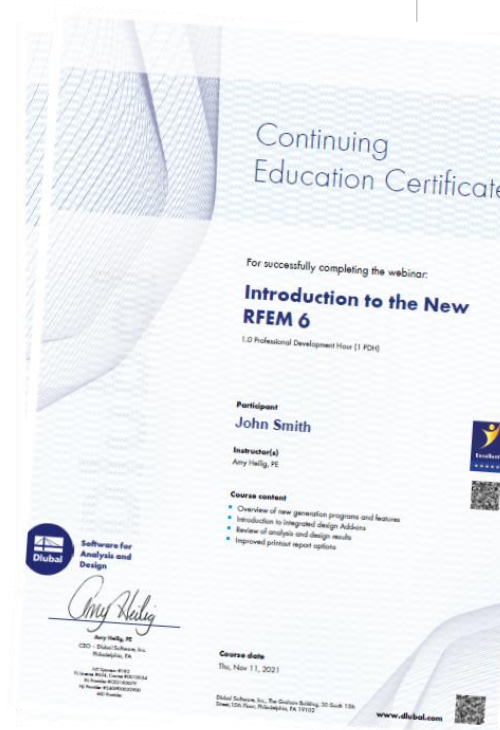 Continuing
Education Certificate
For successfully completing the webinar:
Introduction to the New
RFEM 6
1.0 Professional Development Hour (1 PDH)
Participant
John Smith
Instructor(s)
Amy Heilig, PE
Course content
Overview of new generation programs and features
Introduction to integrated design Add-ons
Review of analysis and design results
Improved printout report options
Excellent
Dlubal
Software for
Analysis and
Design
Amy Heilig
Amy Heilig, PE
CEO - Dlubal Software, Inc.
Philadelphia, PA
Course date
Thu, Nov 11, 2021
Dlubal Software, Inc., The Graham Building, 30 South 15th
Street, 15th Floor, Philadelphia, PA 19102
www.dlubal.com